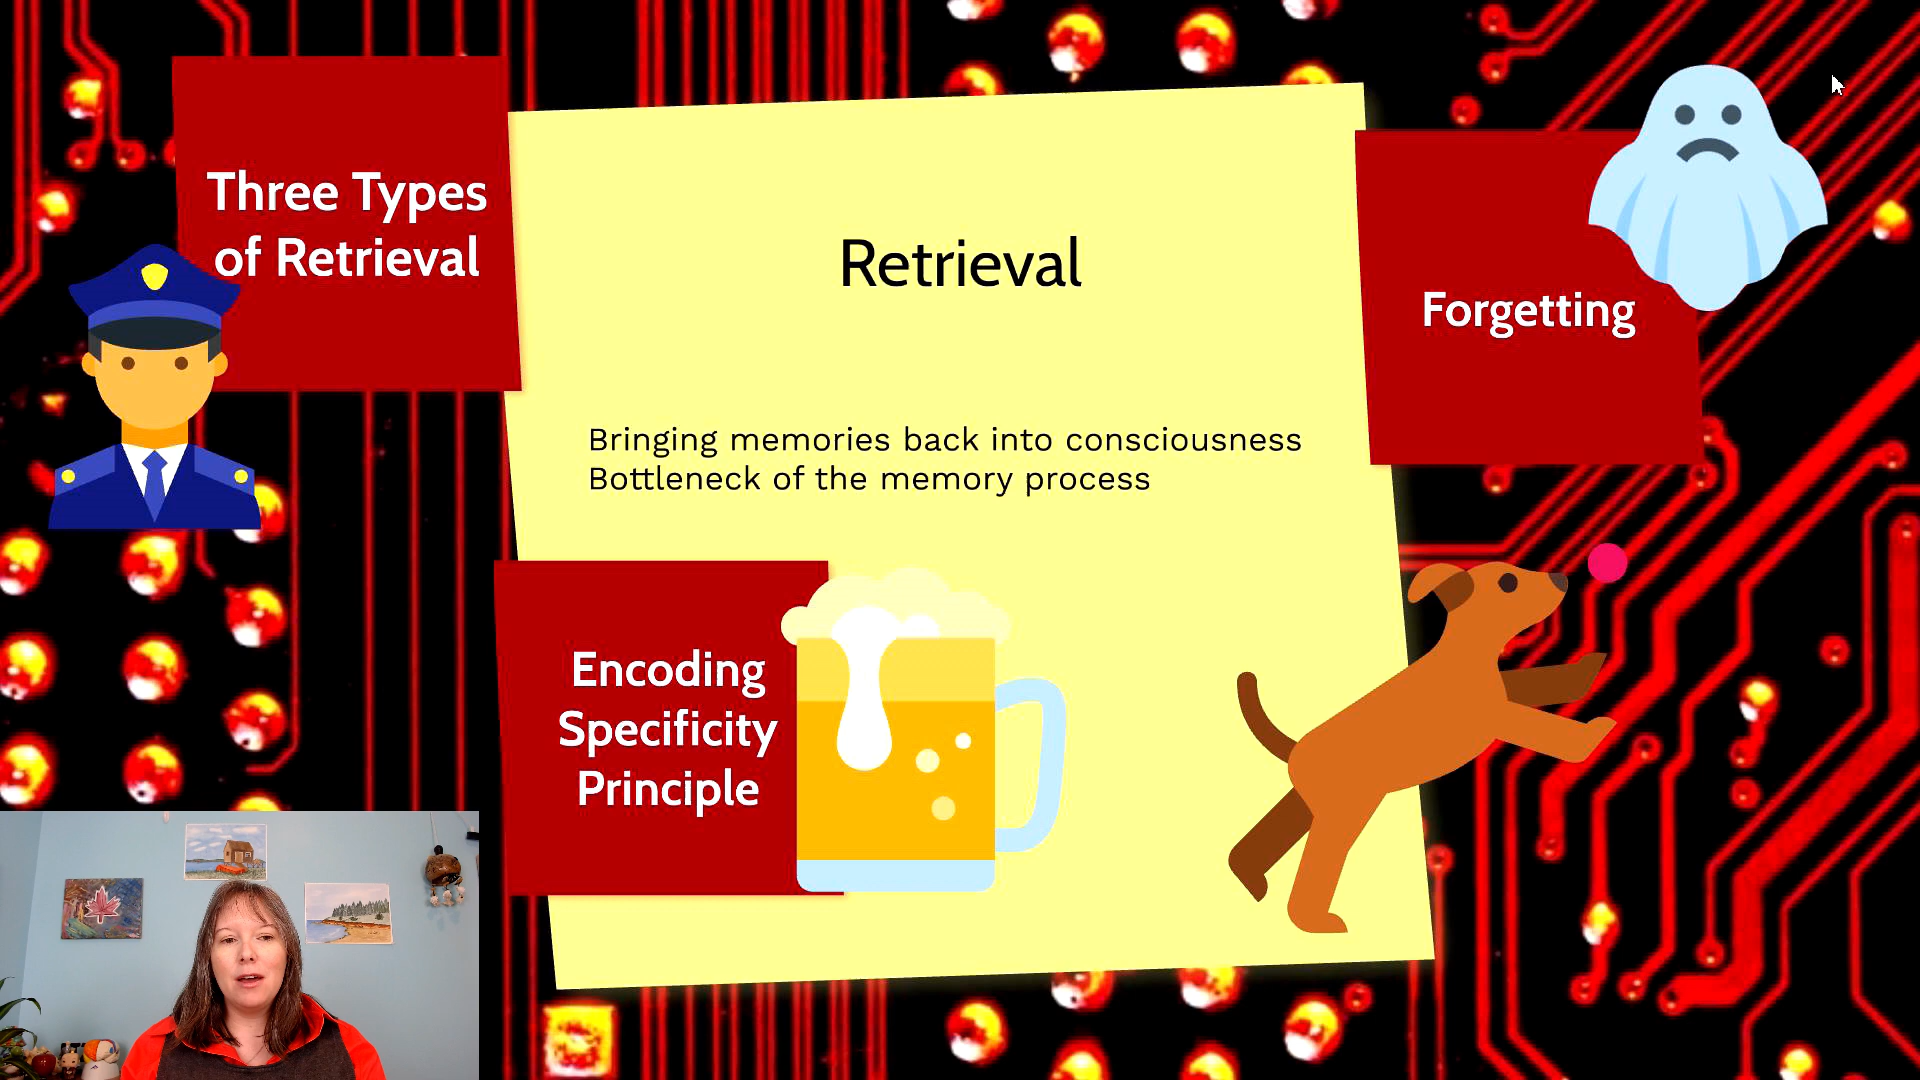 Three Types
of Retrieval
Retrieval
Bringing memories back into consciousness
Bottleneck of the memory process
Forgetting
Encoding
Specificity
Principle